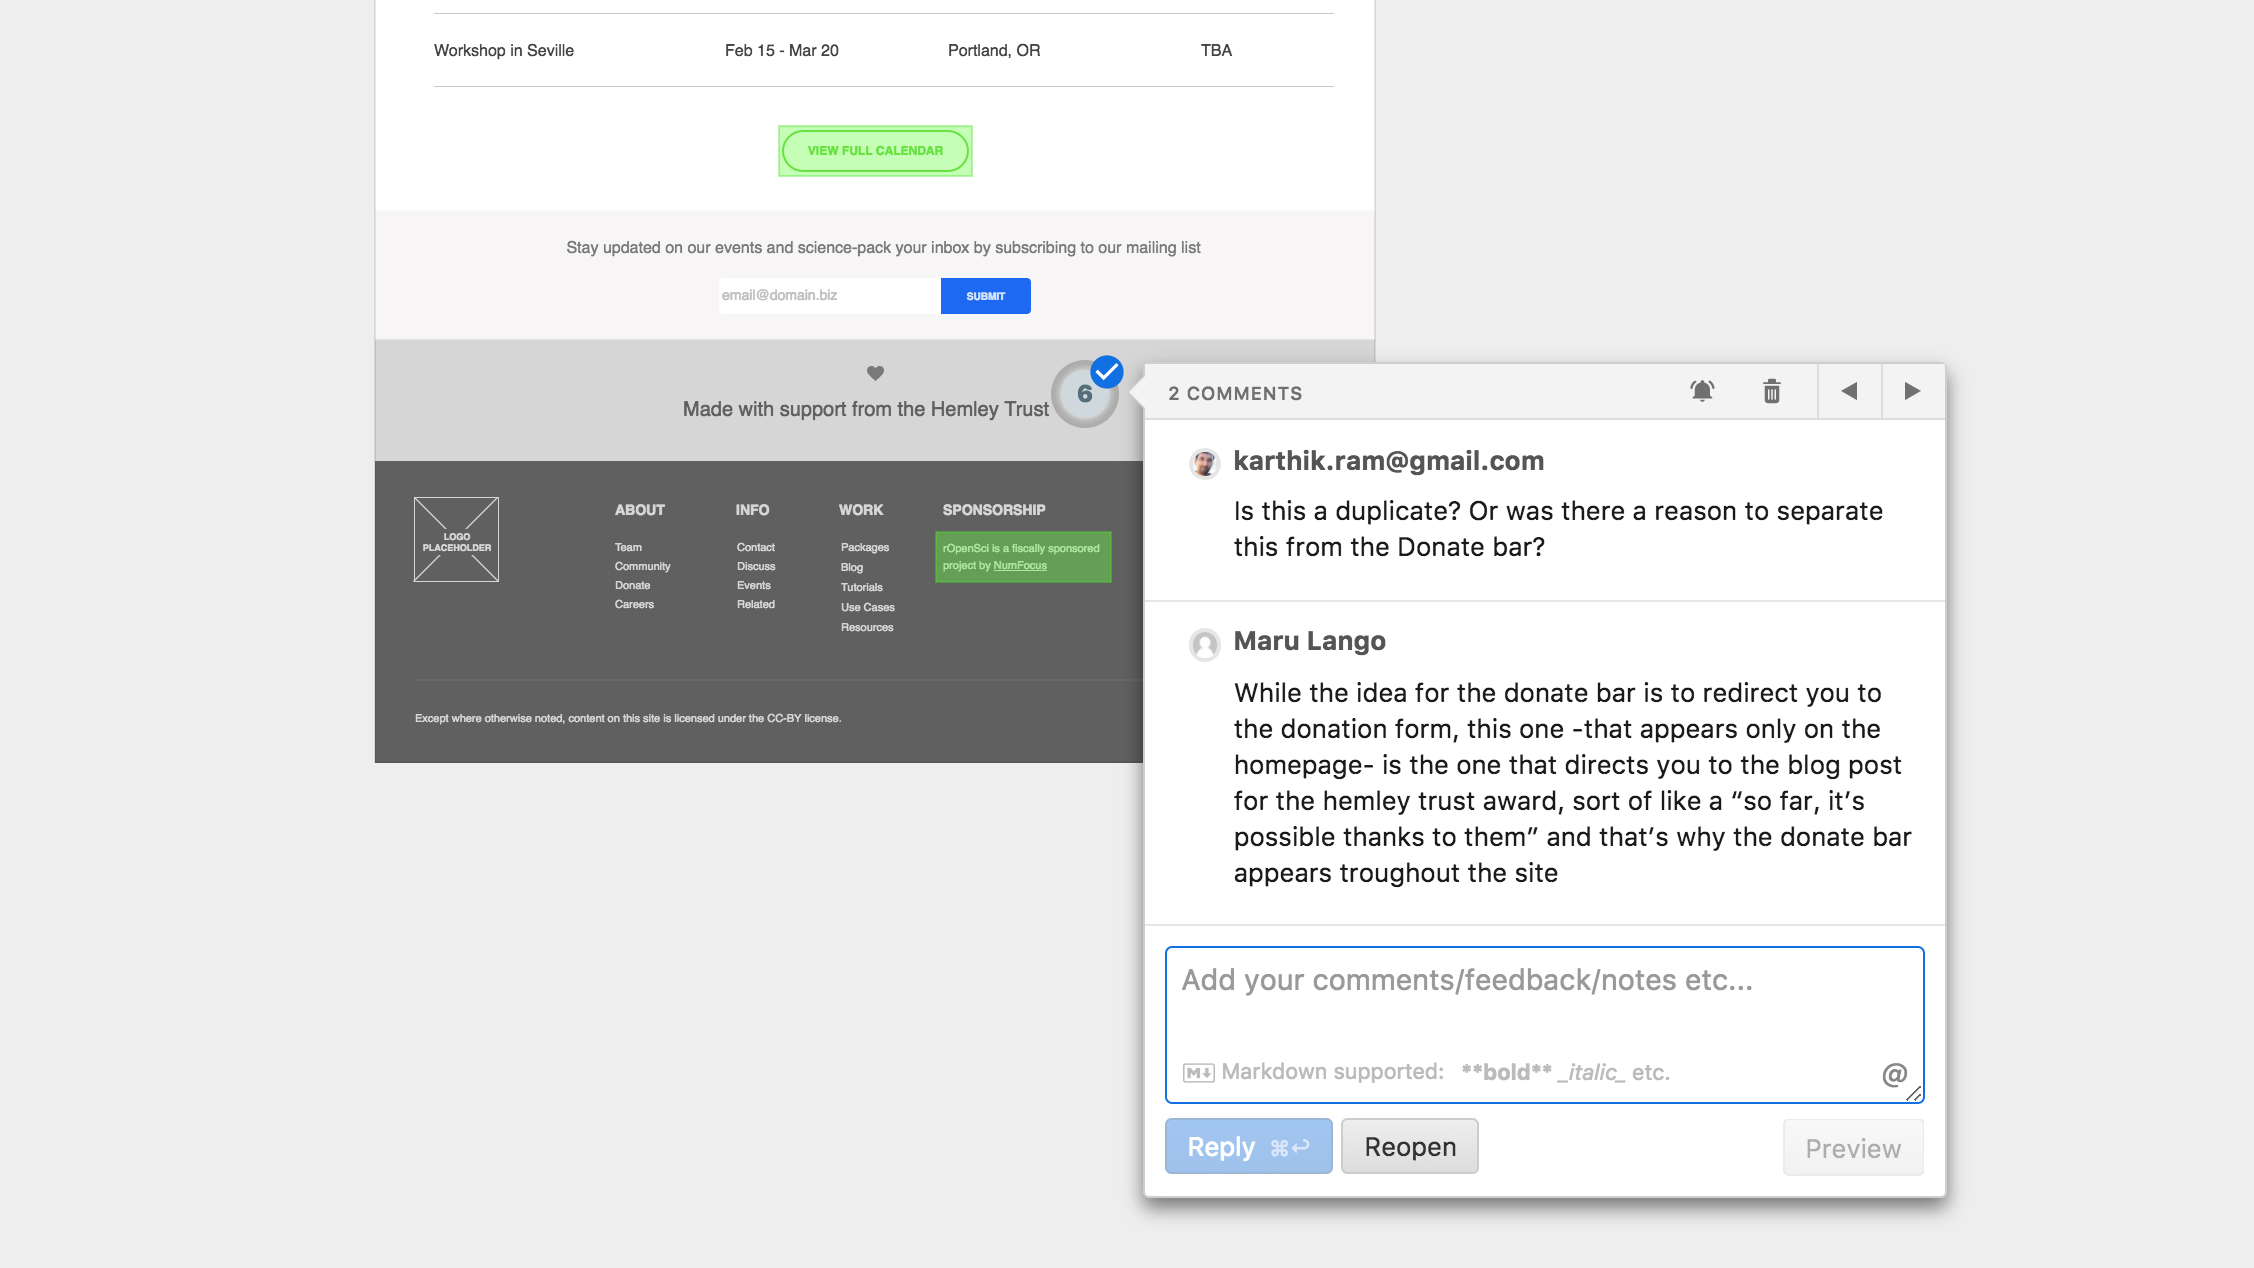 Workshop in Seville Feb 15 - Mar 20 Portland, OR TBA
VIEW FULL CALENDAR
Stay updated on our events and science-pack your inbox by subscribing to our mailing list
email@domain.biz SUBMIT
Made with support from the Hemley Trust
6
LOGO
PLACEHOLDER
ABOUT
Team
Community
Donate
Careers
INFO
Contact
Discuss
Events
Related
WORK
Packages
Blog
Tutorials
Use Cases
Resources
SPONSORSHIP
rOpenSci is a fiscally sponsored
project by NumFocus
Except where otherwise noted, content on this site is licensed under the CC-BY license.
2 COMMENTS
karthik.ram@gmail.com
Is this a duplicate? Or was there a reason to separate
this from the Donate bar?
Maru Lango
While the idea for the donate bar is to redirect you to
the donation form, this one -that appears only on the
homepage- is the one that directs you to the blog post
for the hemley trust award, sort of like a “so far, it’s
possible thanks to them” and that’s why the donate bar
appears troughout the site
Add your comments/feedback/notes etc...
M↓ Markdown supported: **bold** _italic_ etc. @
Reply ⌘↩ Reopen Preview